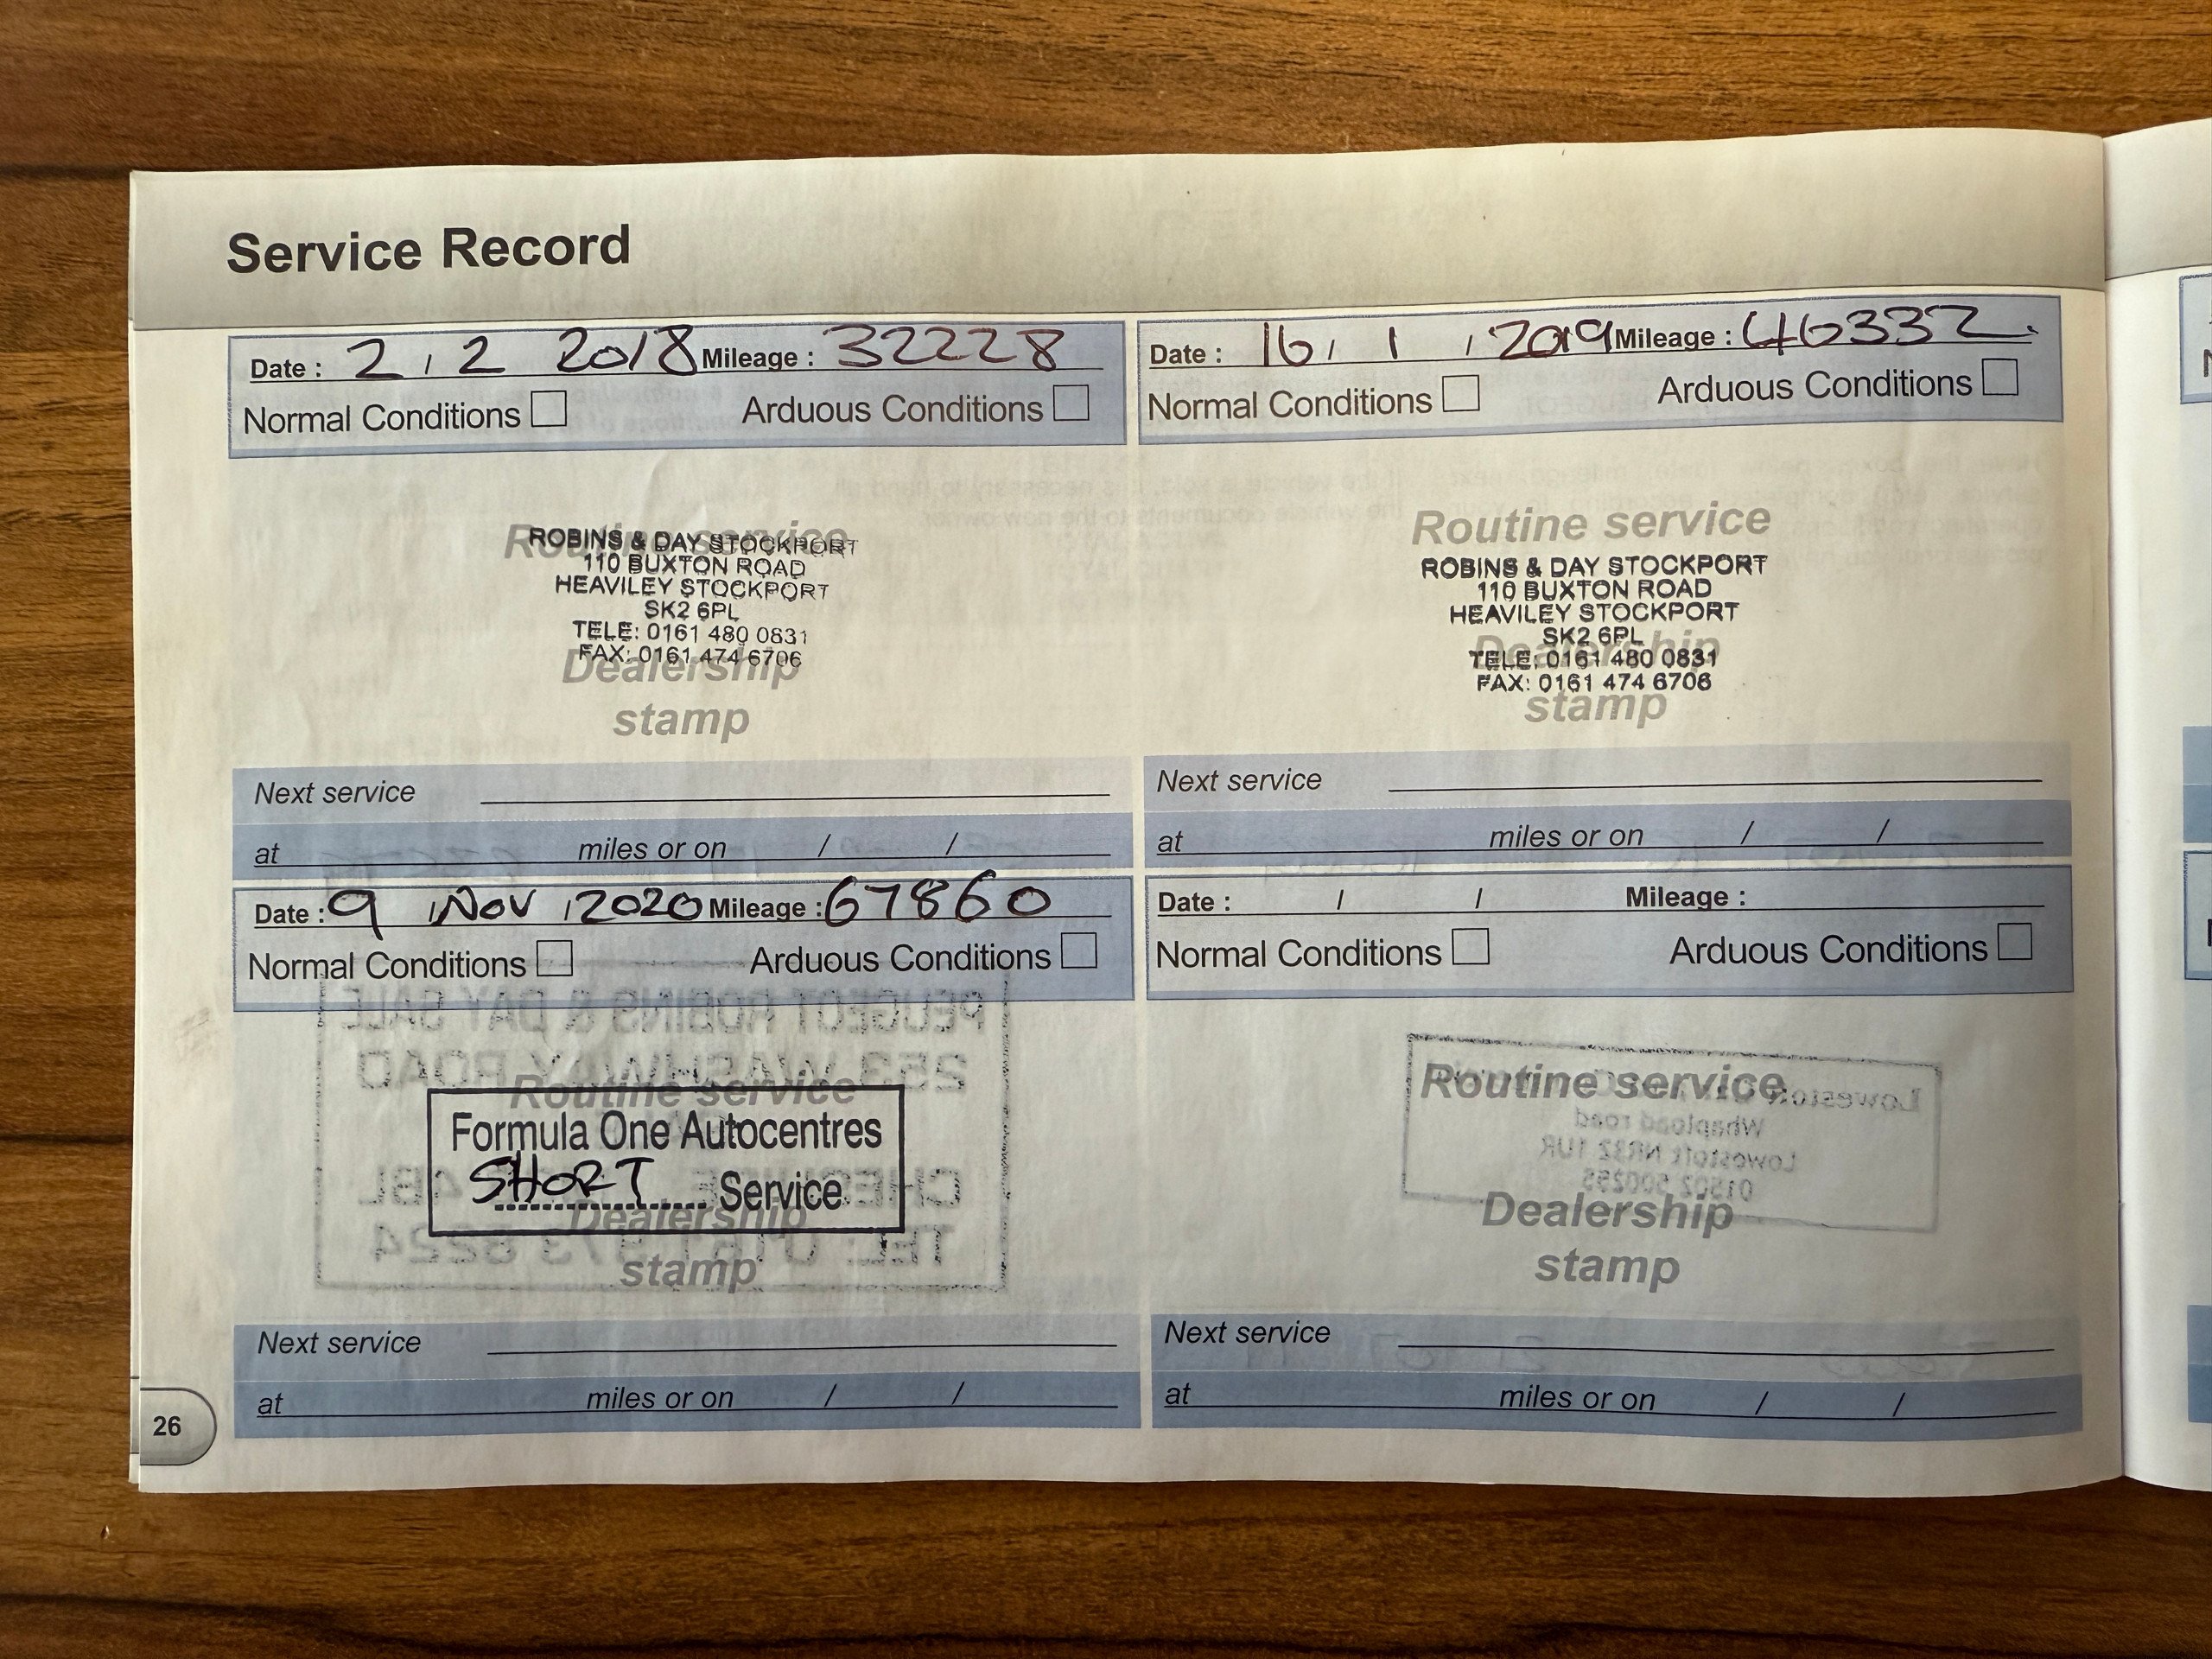 Service Record
Date : 2 / 2 2018 Mileage : 32228
Normal Conditions Arduous Conditions
Routine service
ROBINS & DAY STOCKPORT
110 BUXTON ROAD
HEAVILEY STOCKPORT
SK2 6PL
TELE: 0161 480 0831
FAX: 0161 474 6706
Dealership
stamp
Next service
at miles or on / /
Date : 16 / 1 / 2019 Mileage : 46332
Normal Conditions Arduous Conditions
Routine service
ROBINS & DAY STOCKPORT
110 BUXTON ROAD
HEAVILEY STOCKPORT
SK2 6PL
TELE: 0161 480 0831
FAX: 0161 474 6706
Dealership
stamp
Next service
at miles or on / /
Date : 9 / Nov / 2020 Mileage : 67860
Normal Conditions Arduous Conditions
Routine service
Formula One Autocentres
SHORT Service
Dealership
stamp
Next service
at miles or on / /
Date : / / Mileage :
Normal Conditions Arduous Conditions
Routine service
Dealership
stamp
Next service
at miles or on / /
26